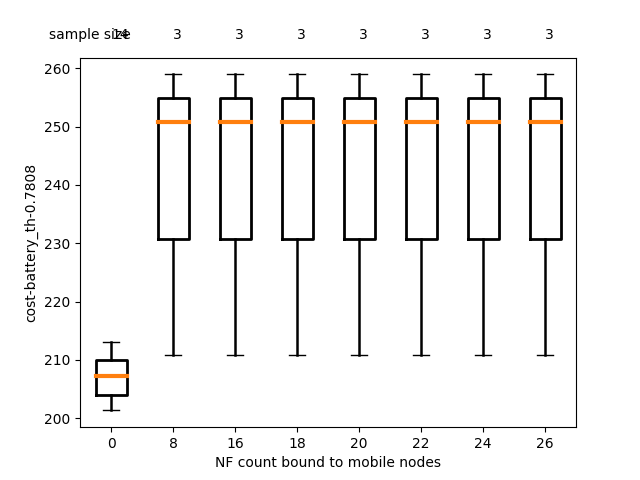 sample size 14 3 3 3 3 3 3 3
260
250
240
230
220
210
200
cost-battery_th-0.7808
0 8 16 18 20 22 24 26
NF count bound to mobile nodes